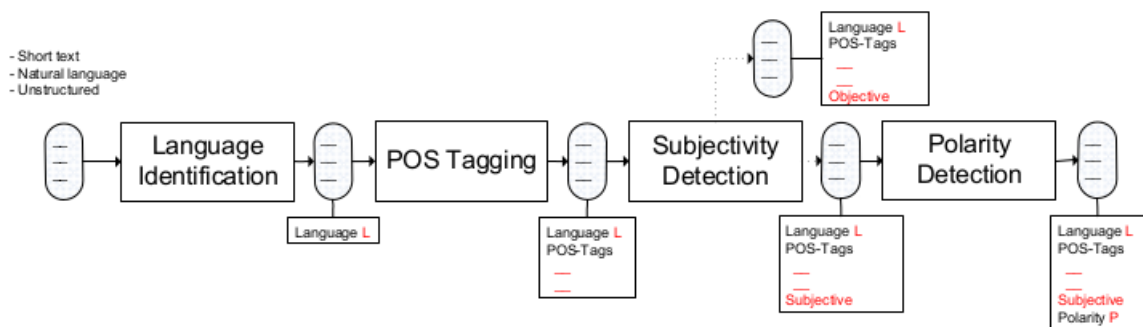 - Short text
- Natural language
- Unstructured
Language
Identification
Language L
POS Tagging
Language L
POS-Tags
Subjectivity
Detection
Language L
POS-Tags
Objective
Language L
POS-Tags
Subjective
Polarity
Detection
Language L
POS-Tags
Subjective
Polarity P